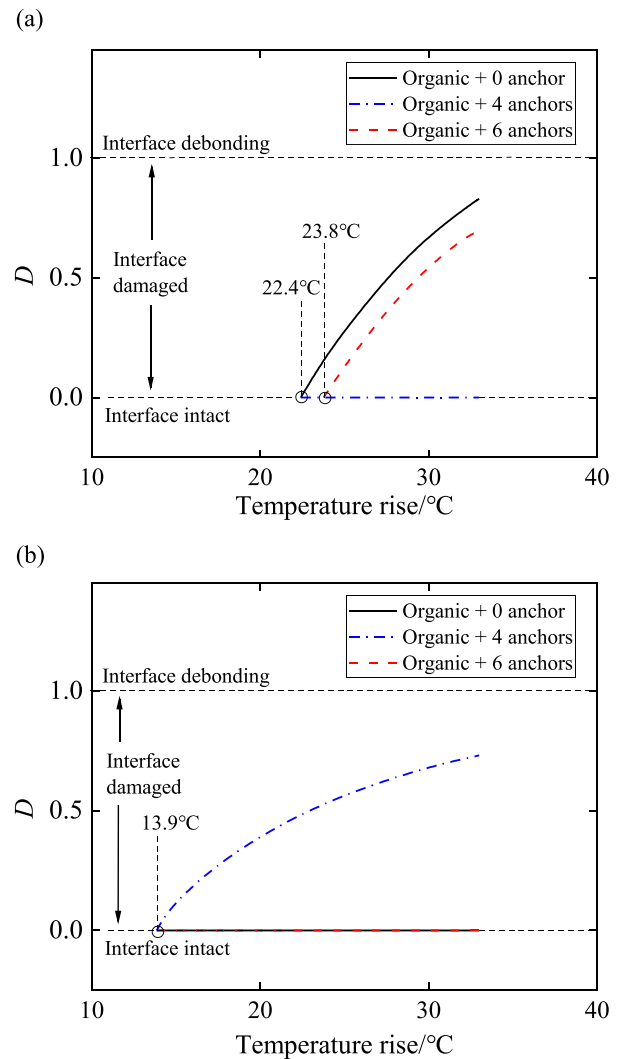 (a)
Organic + 0 anchor
Organic + 4 anchors
Organic + 6 anchors
Interface debonding
1.0
23.8℃
Interface
damaged
22.4℃
D
0.5
0.0
Interface intact
10
20
30
40
Temperature rise/℃
(b)
Organic + 0 anchor
Organic + 4 anchors
Organic + 6 anchors
Interface debonding
1.0
Interface
damaged
13.9℃
D
0.5
0.0
Interface intact
10
20
30
40
Temperature rise/℃